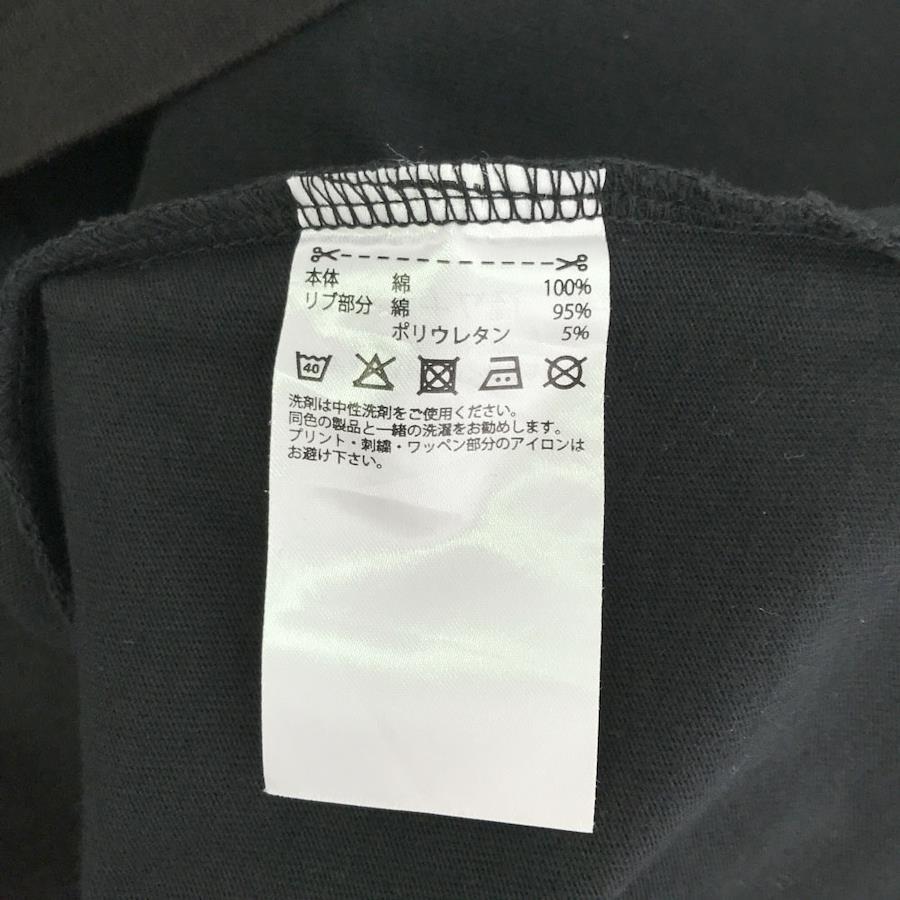 本体 綿 100%
リブ部分 綿 95%
ポリウレタン 5%
40
洗剤は中性洗剤をご使用ください。
同色の製品と一緒の洗濯をお勧めします。
プリント・刺繍・ワッペン部分のアイロンは
お避け下さい。